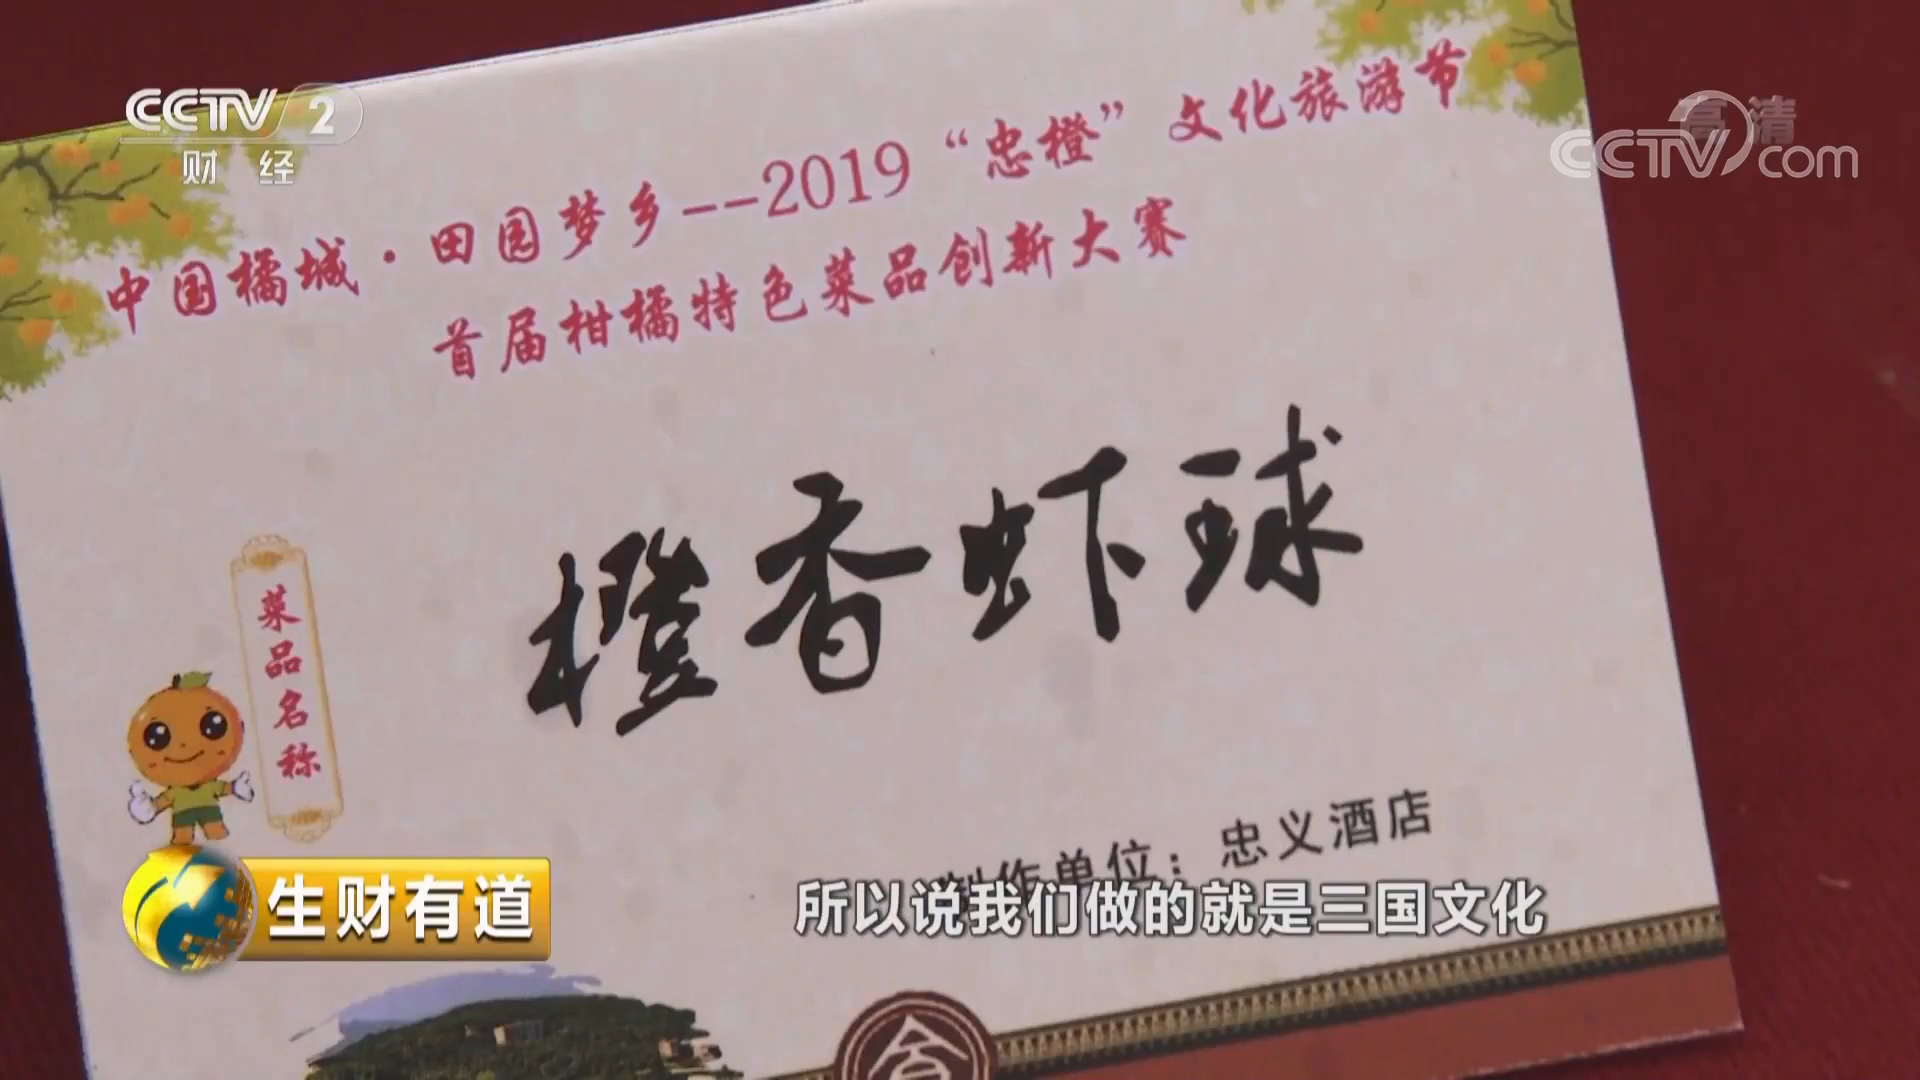 CCTV 2
财经
高清
CCTV.com
中国橘城·田园梦乡--2019“忠橙”文化旅游节
首届柑橘特色菜品创新大赛
橙香虾球
菜品名称
制作单位：忠义酒店
生财有道
所以说我们做的就是三国文化